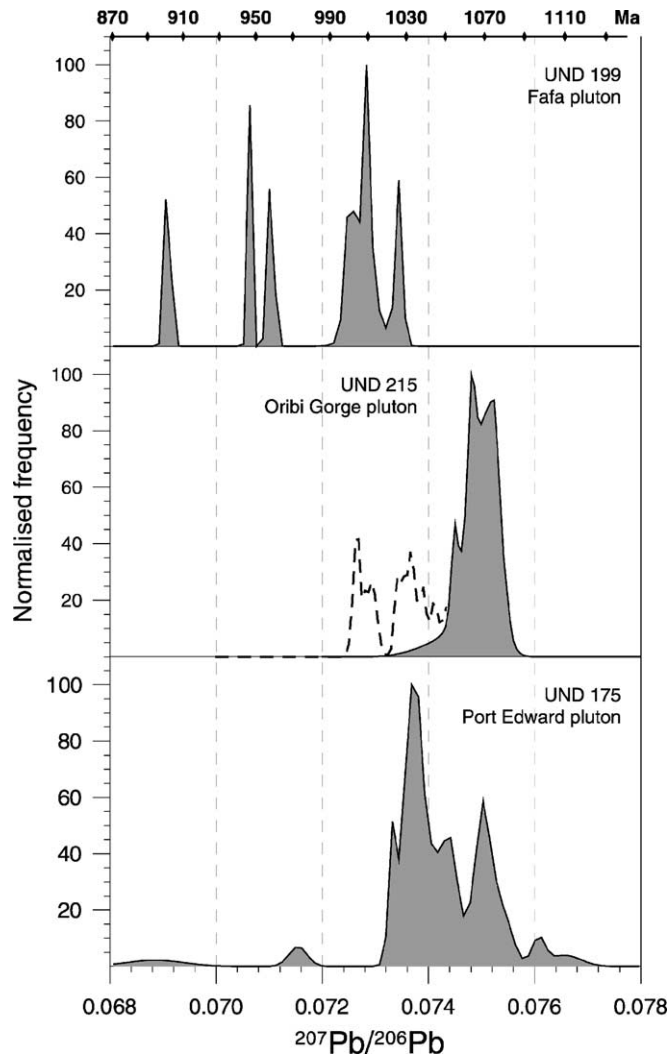 870 910 950 990 1030 1070 1110 Ma
UND 199
Fafa pluton
100
80
60
40
20
UND 215
Oribi Gorge pluton
100
80
60
40
20
Normalised frequency
UND 175
Port Edward pluton
100
80
60
40
20
0.068 0.070 0.072 0.074 0.076 0.078
²⁰⁷Pb/²⁰⁶Pb